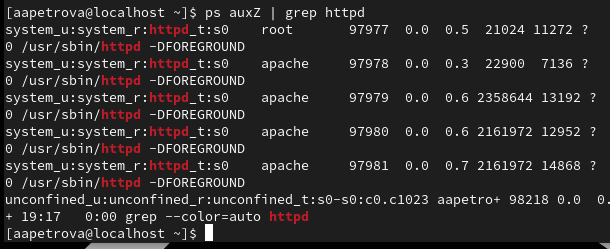 [aapetrova@localhost ~]$ ps auxZ | grep httpd
system_u:system_r:httpd_t:s0    root       97977  0.0  0.5  21024 11272 ?
0 /usr/sbin/httpd -DFOREGROUND
system_u:system_r:httpd_t:s0    apache     97978  0.0  0.3  22900  7136 ?
0 /usr/sbin/httpd -DFOREGROUND
system_u:system_r:httpd_t:s0    apache     97979  0.0  0.6 2358644 13192 ?
0 /usr/sbin/httpd -DFOREGROUND
system_u:system_r:httpd_t:s0    apache     97980  0.0  0.6 2161972 12952 ?
0 /usr/sbin/httpd -DFOREGROUND
system_u:system_r:httpd_t:s0    apache     97981  0.0  0.7 2161972 14868 ?
0 /usr/sbin/httpd -DFOREGROUND
unconfined_u:unconfined_r:unconfined_t:s0-s0:c0.c1023 aapetro+ 98218 0.0  0.
+ 19:17   0:00 grep --color=auto httpd
[aapetrova@localhost ~]$